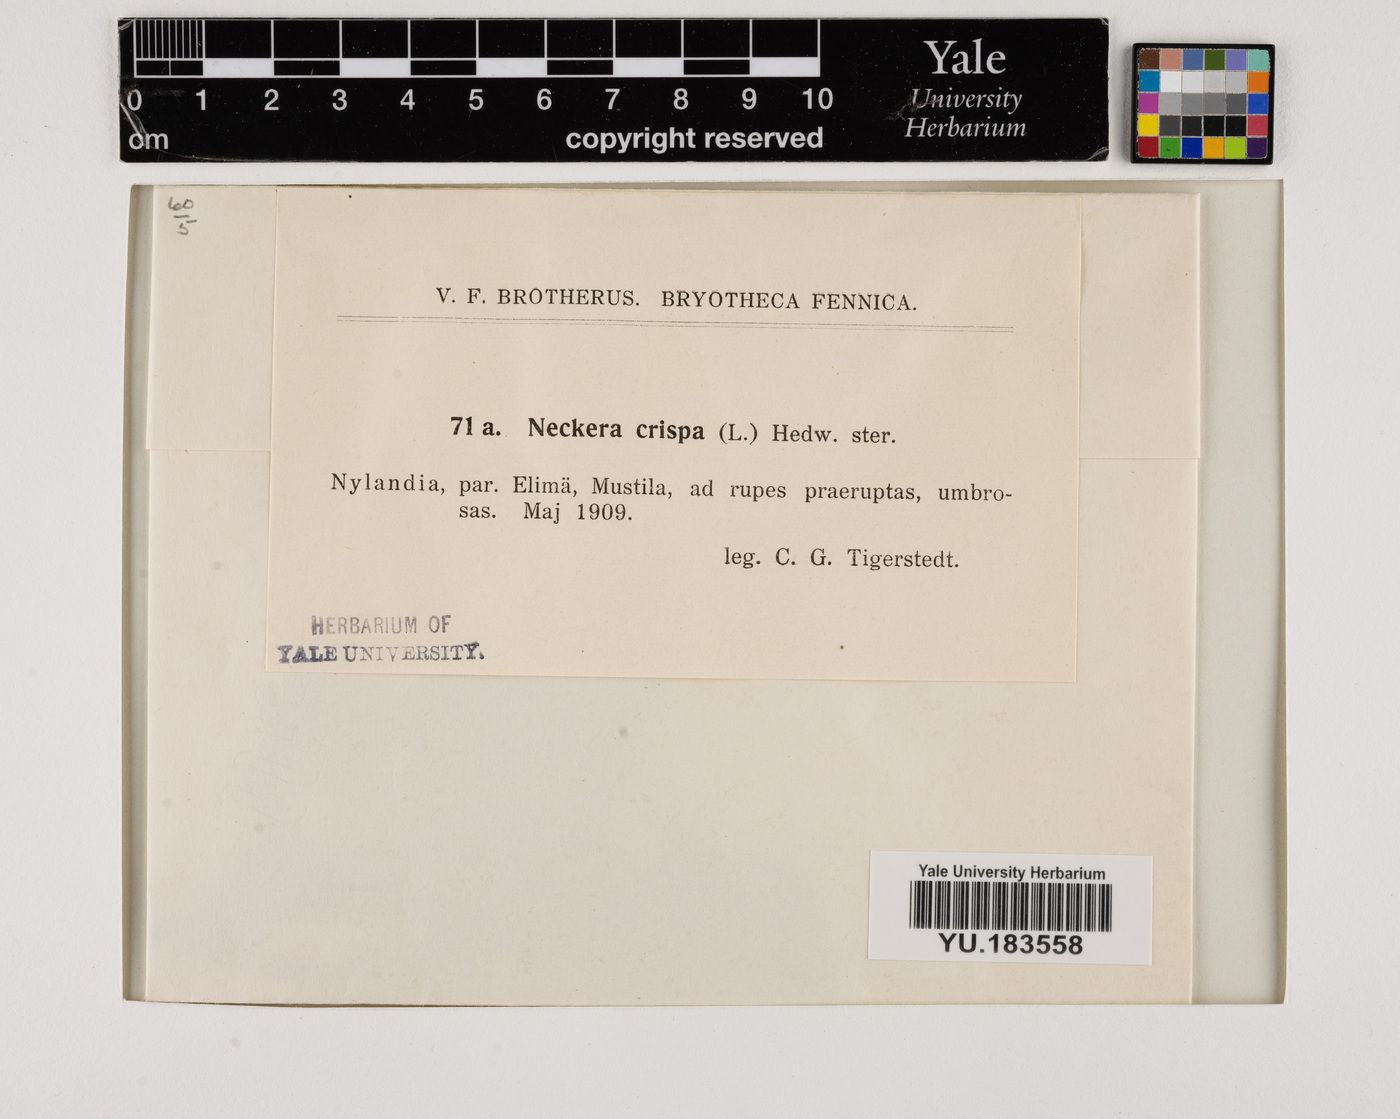 0 1 2 3 4 5 6 7 8 9 10
cm
copyright reserved
Yale
University
Herbarium
60
5
V. F. BROTHERUS. BRYOTHECA FENNICA.
71 a. Neckera crispa (L.) Hedw. ster.
Nylandia, par. Elimä, Mustila, ad rupes praeruptas, umbro-
sas. Maj 1909.
leg. C. G. Tigerstedt.
HERBARIUM OF
YALE UNIVERSITY.
Yale University Herbarium
YU.183558